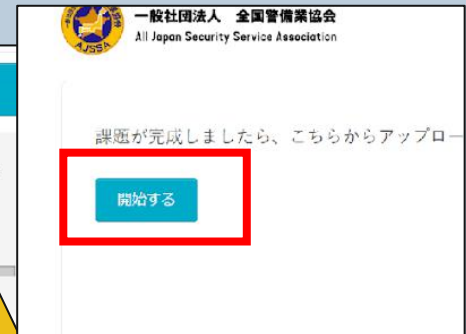 一般社団法人 全国警備業協会
All Japan Security Service Association
AJSSA
課題が完成しましたら、こちらからアップロー
開始する